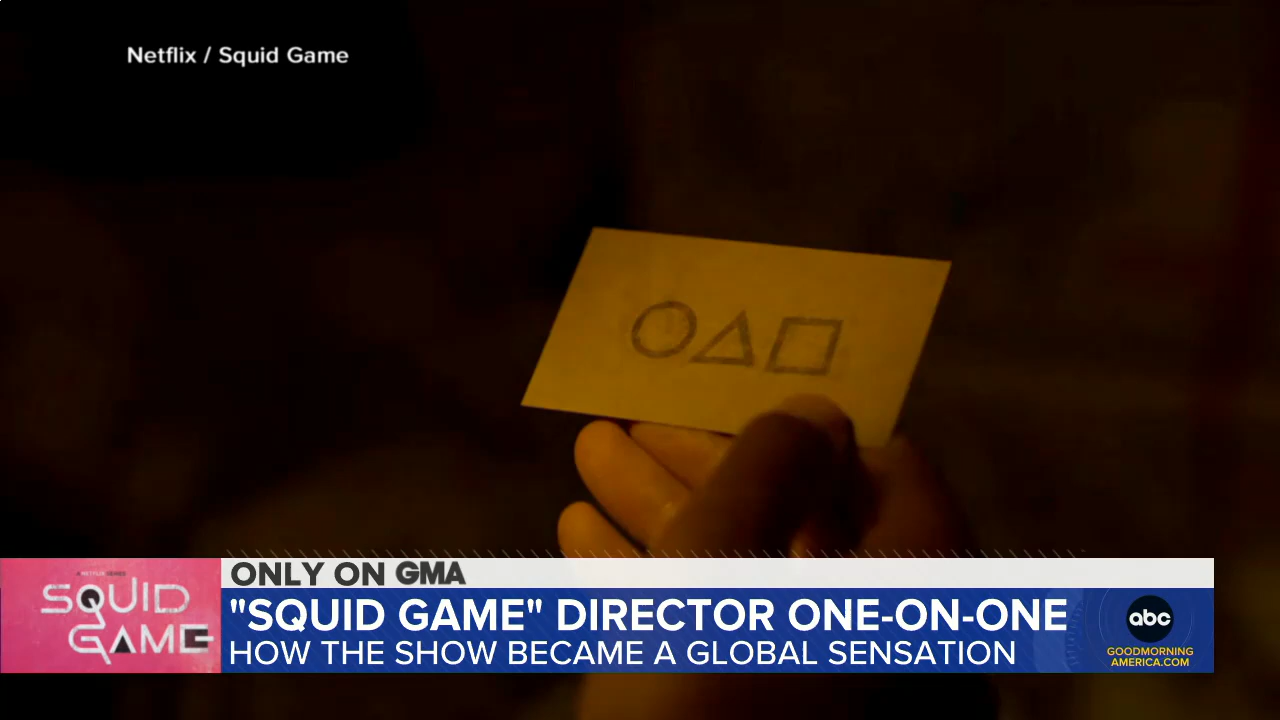 Netflix / Squid Game
ONLY ON GMA
"SQUID GAME" DIRECTOR ONE-ON-ONE
HOW THE SHOW BECAME A GLOBAL SENSATION
A NETFLIX SERIES
SQUID
GAME
abc
GOODMORNING
AMERICA.COM